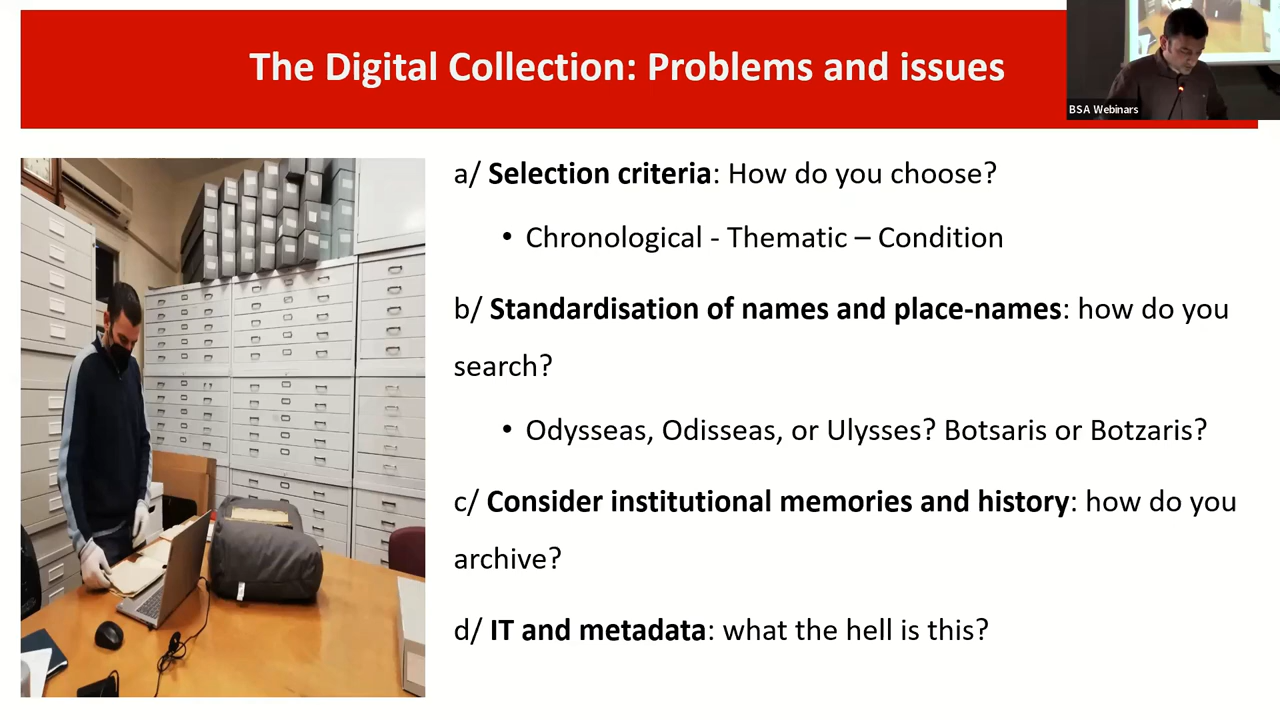 The Digital Collection: Problems and issues
BSA Webinars
a/ Selection criteria: How do you choose?
• Chronological - Thematic – Condition
b/ Standardisation of names and place-names: how do you
search?
• Odysseas, Odisseas, or Ulysses? Botsaris or Botzaris?
c/ Consider institutional memories and history: how do you
archive?
d/ IT and metadata: what the hell is this?